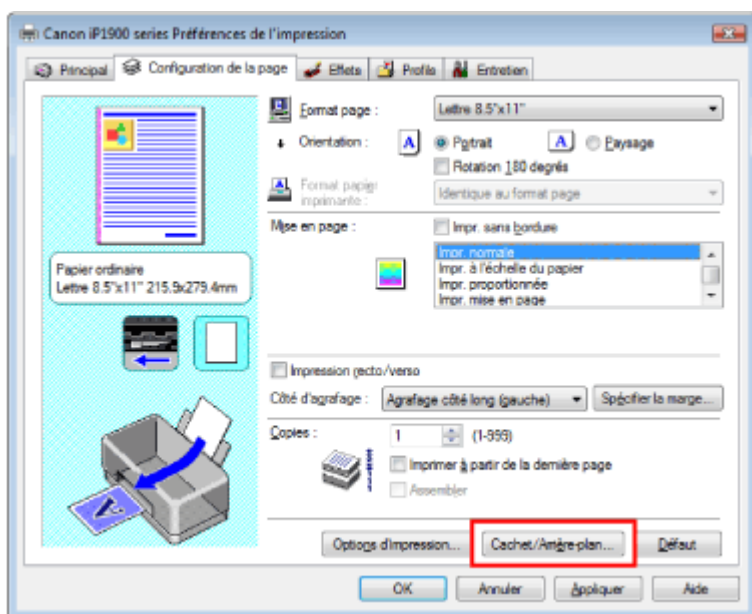 Canon iP1900 series Préférences de l'impression
Principal Configuration de la page Effets Profils Entretien
Format page : Lettre 8.5"x11"
Orientation : A Portrait A Paysage
Rotation 180 degrés
Format papier imprimante : Identique au format page
Mise en page : Impr. sans bordure
Impr. normale
Impr. à l'échelle du papier
Impr. proportionnée
Impr. mise en page
Papier ordinaire
Lettre 8.5"x11" 215.9x279.4mm
Impression recto/verso
Côté d'agrafage : Agrafage côté long (gauche) Spécifier la marge...
Copies : 1 (1-999)
Imprimer à partir de la dernière page
Assembler
Options d'impression... Cachet/Arrière-plan... Défaut
OK Annuler Appliquer Aide